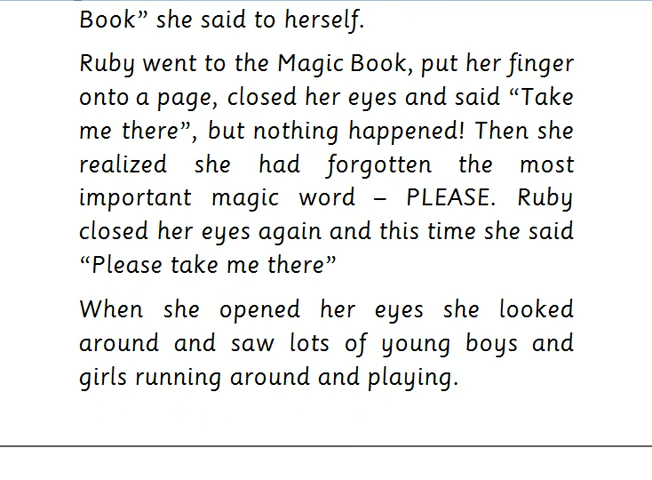 Book” she said to herself.
Ruby went to the Magic Book, put her finger
onto a page, closed her eyes and said “Take
me there”, but nothing happened! Then she
realized she had forgotten the most
important magic word – PLEASE. Ruby
closed her eyes again and this time she said
“Please take me there”
When she opened her eyes she looked
around and saw lots of young boys and
girls running around and playing.